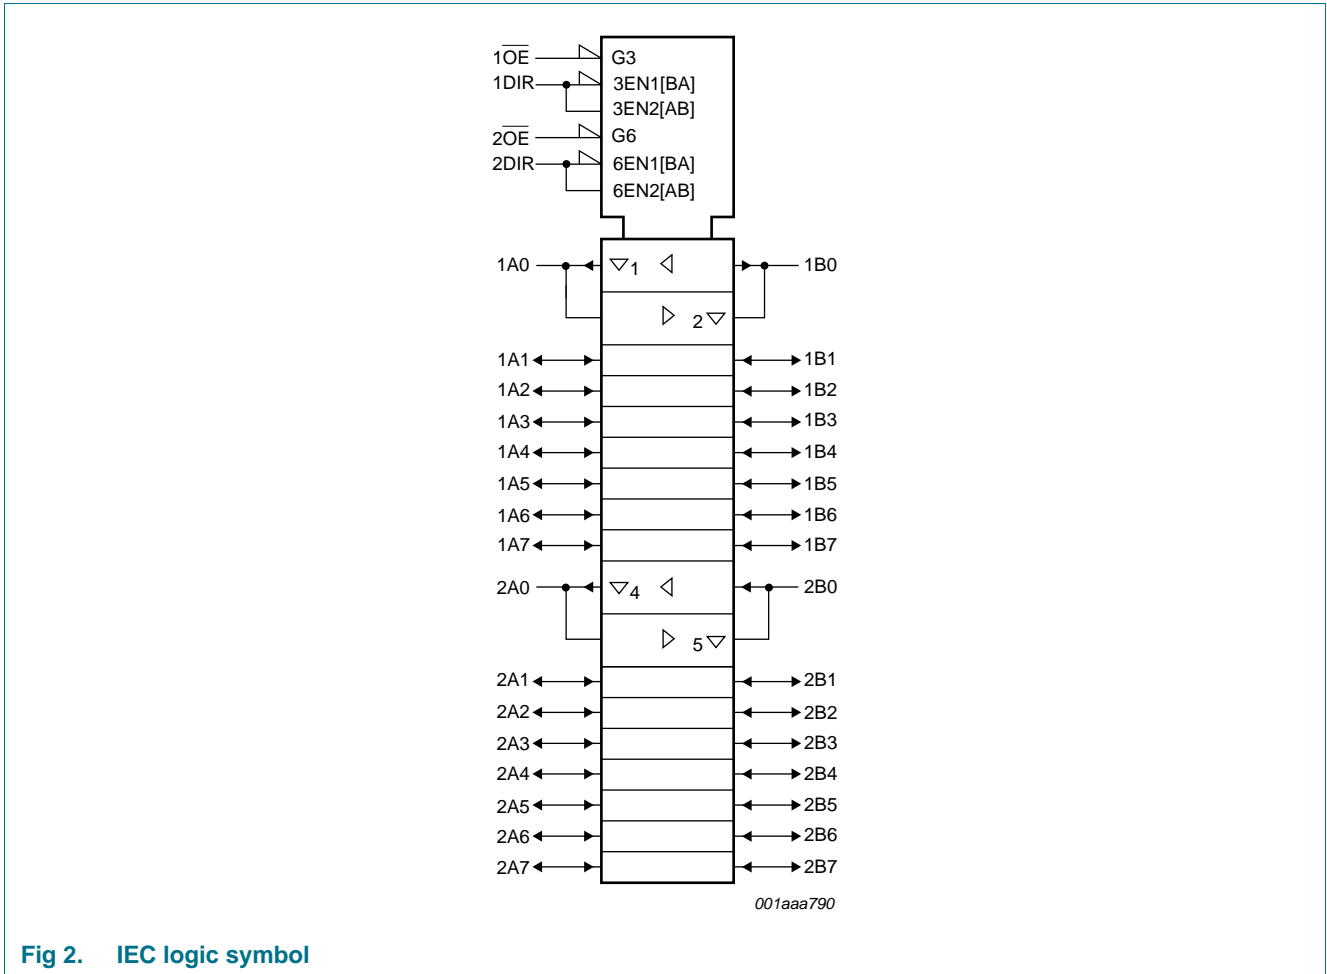 1O̅E̅ G3
1DIR 3EN1[BA]
3EN2[AB]
2O̅E̅ G6
2DIR 6EN1[BA]
6EN2[AB]
1A0 1 1B0
2
1A1 1B1
1A2 1B2
1A3 1B3
1A4 1B4
1A5 1B5
1A6 1B6
1A7 1B7
2A0 4 2B0
5
2A1 2B1
2A2 2B2
2A3 2B3
2A4 2B4
2A5 2B5
2A6 2B6
2A7 2B7
001aaa790
Fig 2. IEC logic symbol